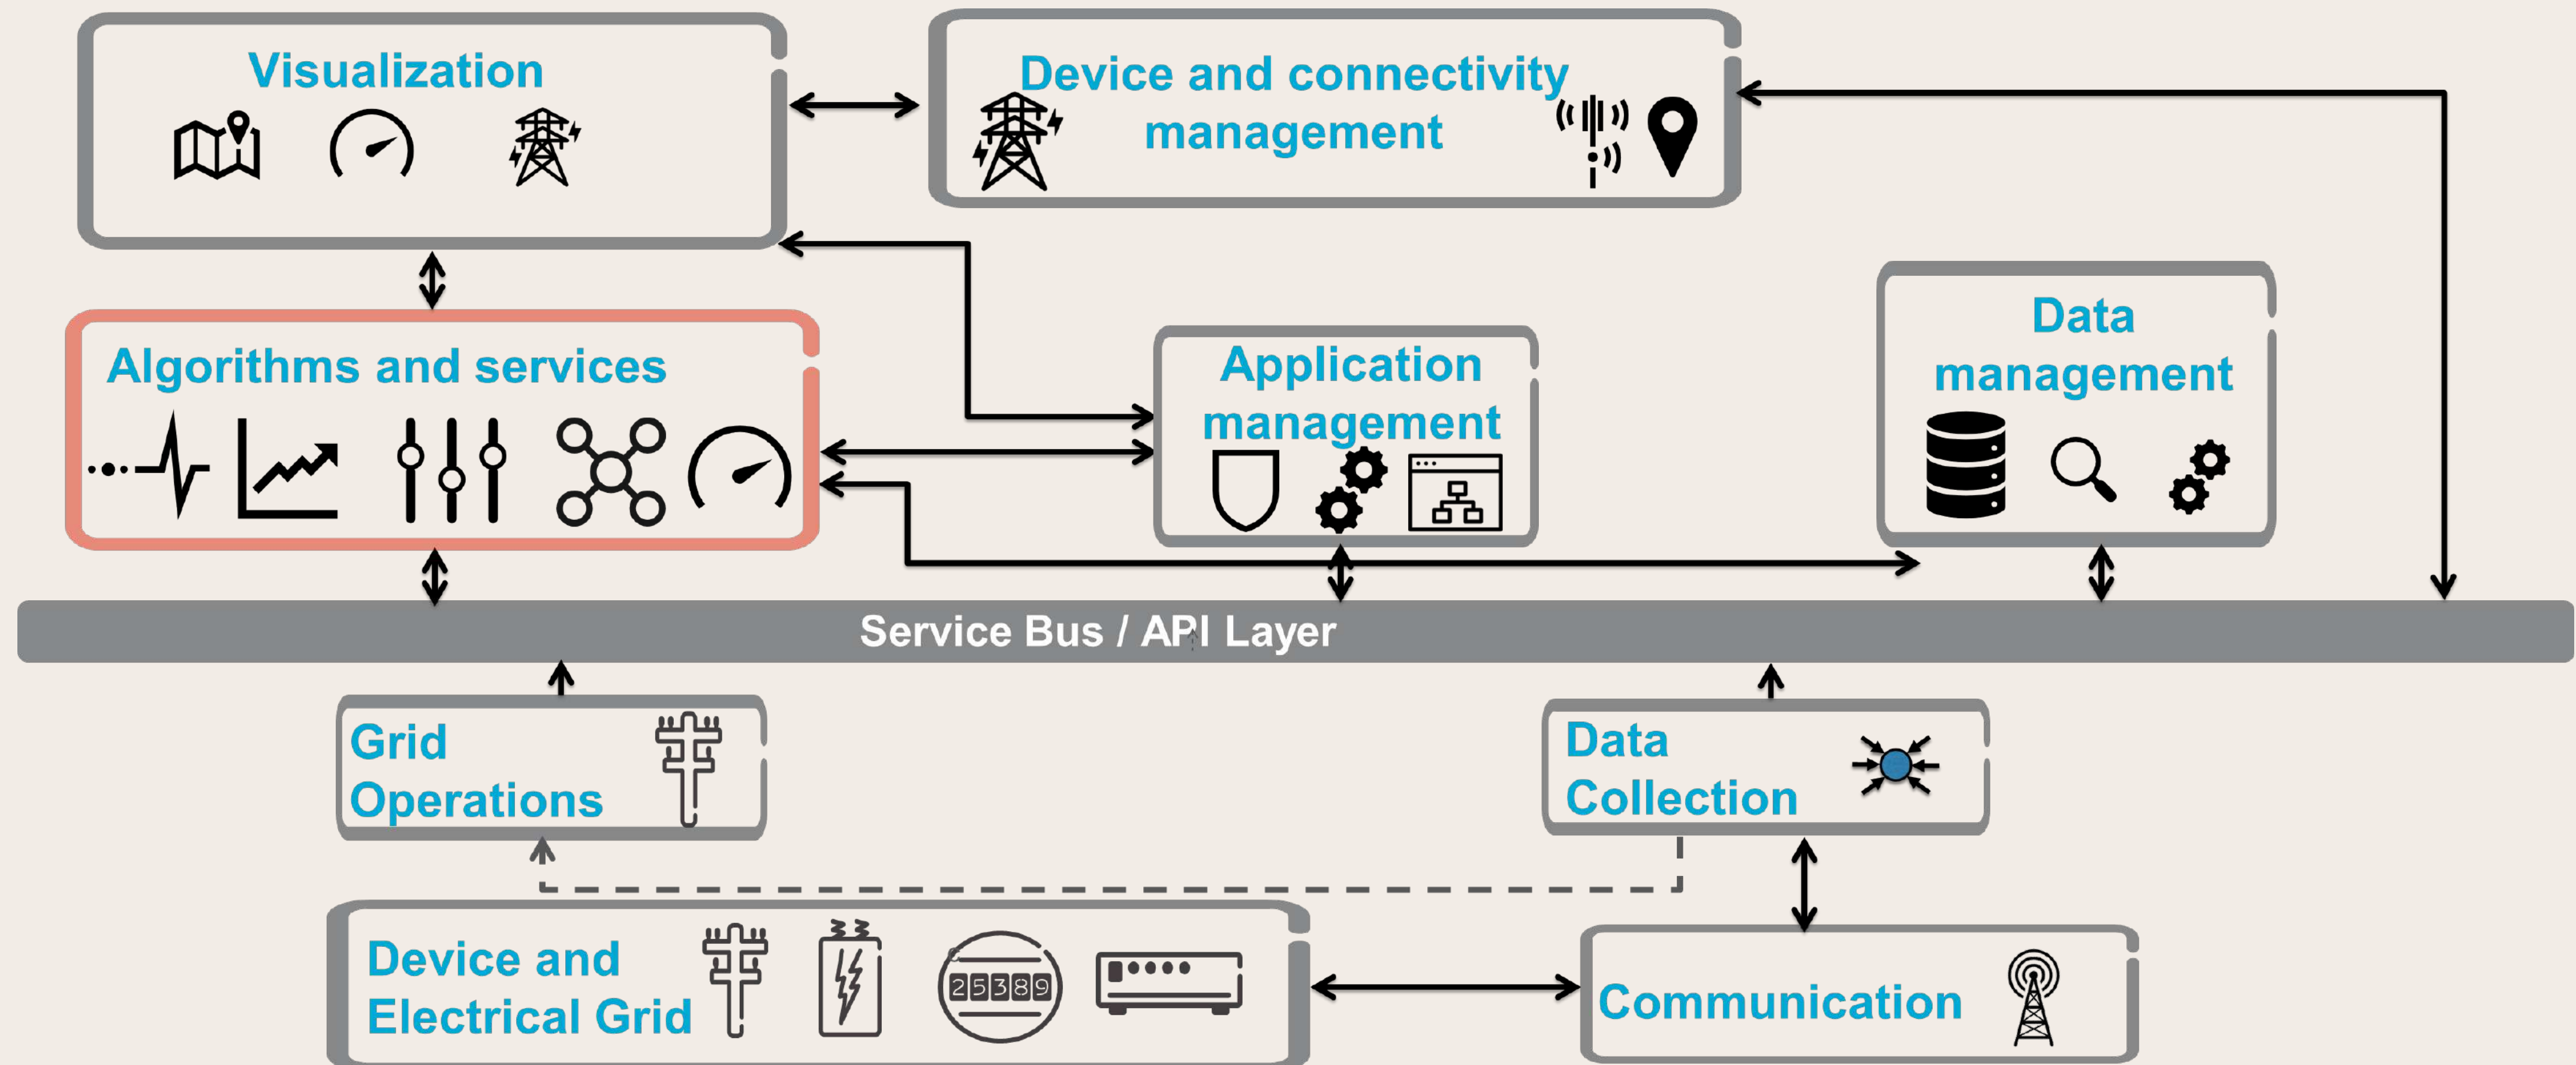 Visualization
Device and connectivity
management
Algorithms and services
Application
management
Data
management
Service Bus / API Layer
Grid
Operations
Data
Collection
Device and
Electrical Grid
25389
Communication